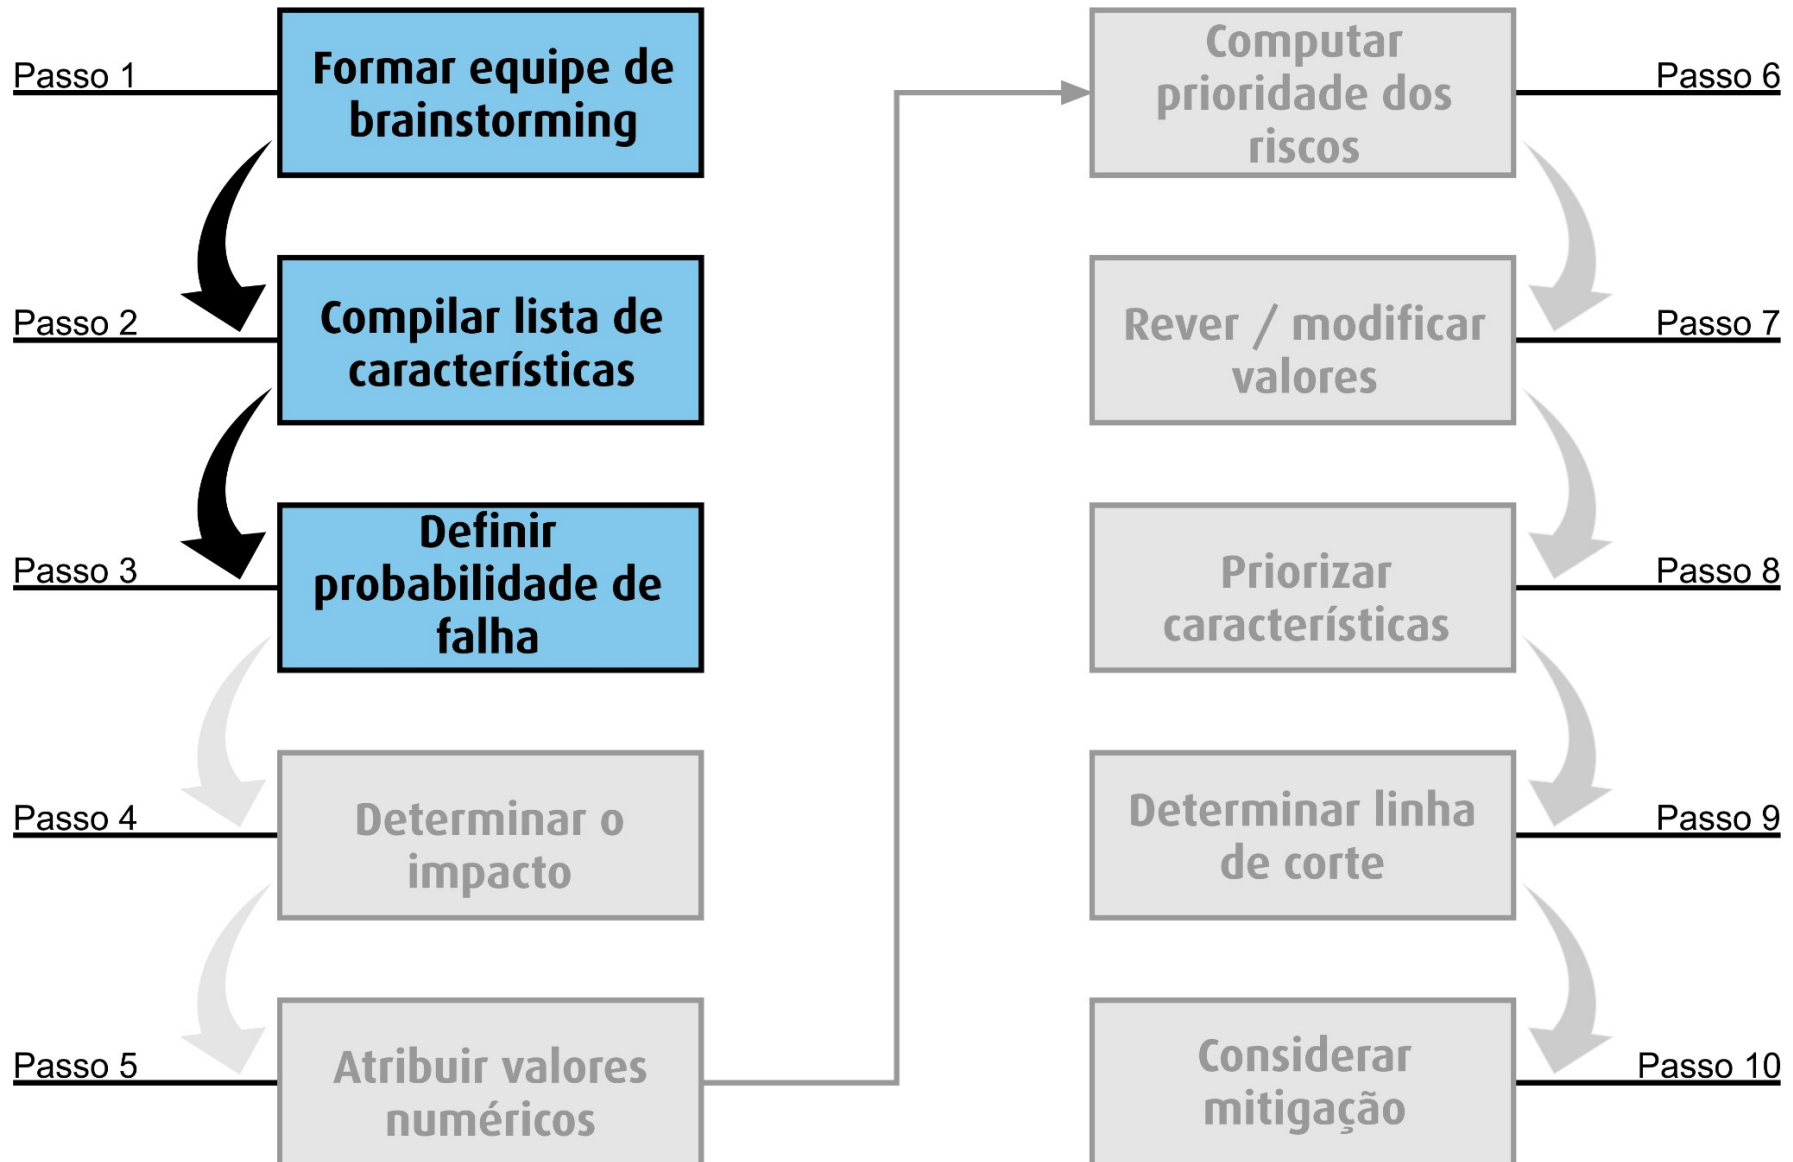 Passo 1
Formar equipe de
brainstorming
Passo 2
Compilar lista de
características
Passo 3
Definir
probabilidade de
falha
Passo 4
Determinar o
impacto
Passo 5
Atribuir valores
numéricos
Computar
prioridade dos
riscos
Passo 6
Rever / modificar
valores
Passo 7
Priorizar
características
Passo 8
Determinar linha
de corte
Passo 9
Considerar
mitigação
Passo 10